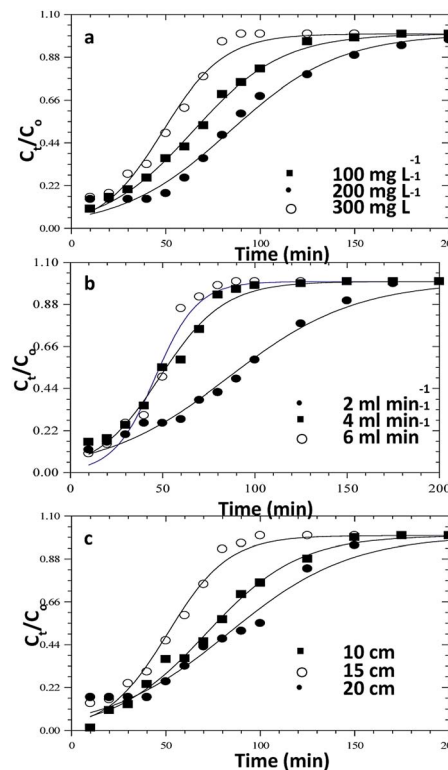 1.10
a
0.88
0.66
Ct/Co
0.44
0.22
0.00
-1
100 mg L
-1
200 mg L
-1
300 mg L
0 50 100 150 200
Time (min)
1.10
b
0.88
0.66
Ct/Co
0.44
0.22
0.00
-1
2 ml min
-1
4 ml min
-1
6 ml min
0 50 100 150 200
Time (min)
1.10
c
0.88
0.66
Ct/Co
0.44
0.22
0.00
10 cm
15 cm
20 cm
0 50 100 150 200
Time (min)